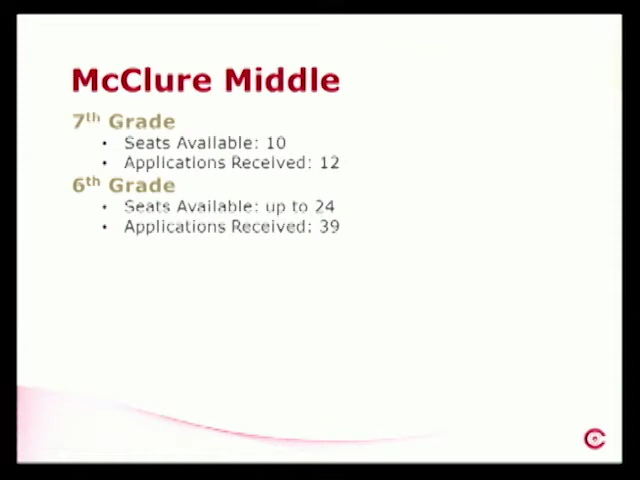 McClure Middle
7th Grade
• Seats Available: 10
• Applications Received: 12
6th Grade
• Seats Available: up to 24
• Applications Received: 39